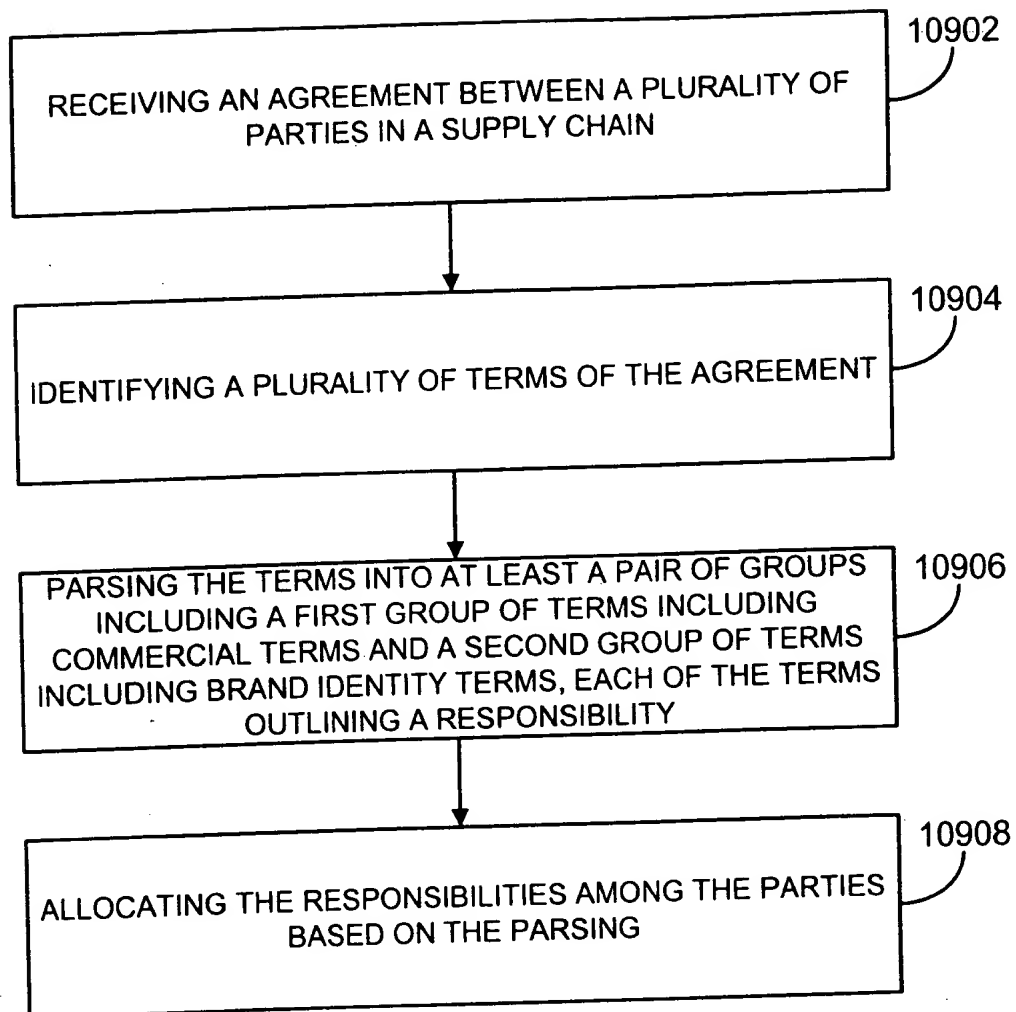 10902
RECEIVING AN AGREEMENT BETWEEN A PLURALITY OF
PARTIES IN A SUPPLY CHAIN
10904
IDENTIFYING A PLURALITY OF TERMS OF THE AGREEMENT
10906
PARSING THE TERMS INTO AT LEAST A PAIR OF GROUPS
INCLUDING A FIRST GROUP OF TERMS INCLUDING
COMMERCIAL TERMS AND A SECOND GROUP OF TERMS
INCLUDING BRAND IDENTITY TERMS, EACH OF THE TERMS
OUTLINING A RESPONSIBILITY
10908
ALLOCATING THE RESPONSIBILITIES AMONG THE PARTIES
BASED ON THE PARSING